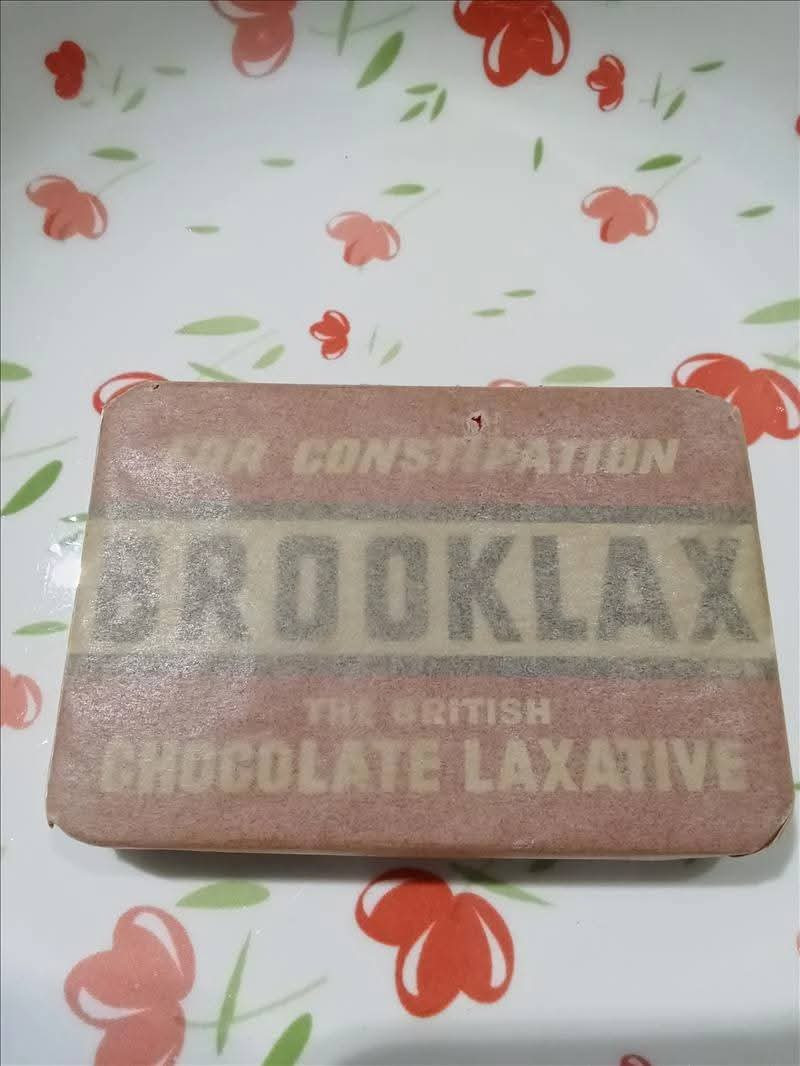 FOR CONSTIPATION
BROOKLAX
THE BRITISH
CHOCOLATE LAXATIVE